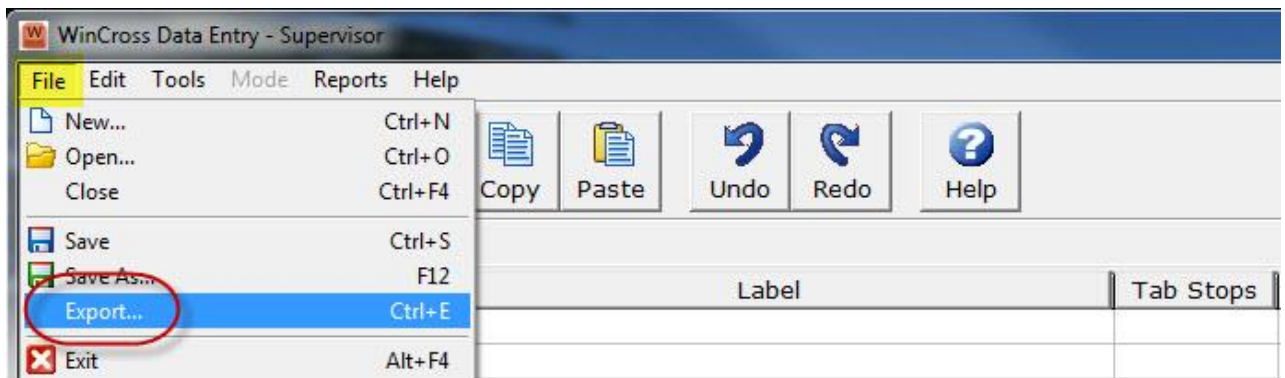 W WinCross Data Entry - Supervisor
File Edit Tools Mode Reports Help
New... Ctrl+N
Open... Ctrl+O
Close Ctrl+F4
Copy Paste Undo Redo ? Help
Save Ctrl+S
Save As... F12
Label Tab Stops
Export... Ctrl+E
Exit Alt+F4